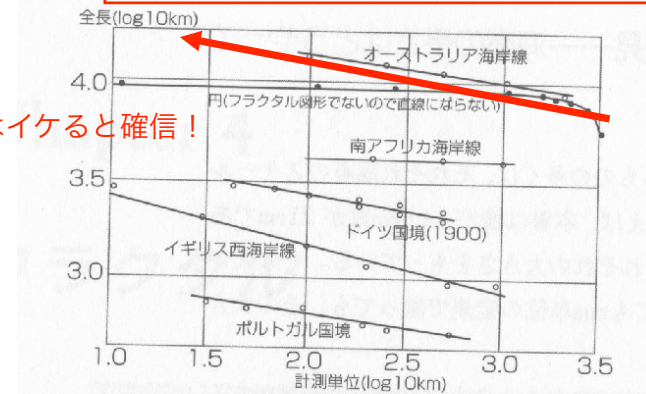 全長(log10km)
オーストラリア海岸線
4.0
円(フラクタル図形でないので直線にはならない)
はイケると確信！
南アフリカ海岸線
3.5
ドイツ国境(1900)
イギリス西海岸線
3.0
ポルトガル国境
1.0 1.5 2.0 2.5 3.0 3.5
計測単位(log10km)